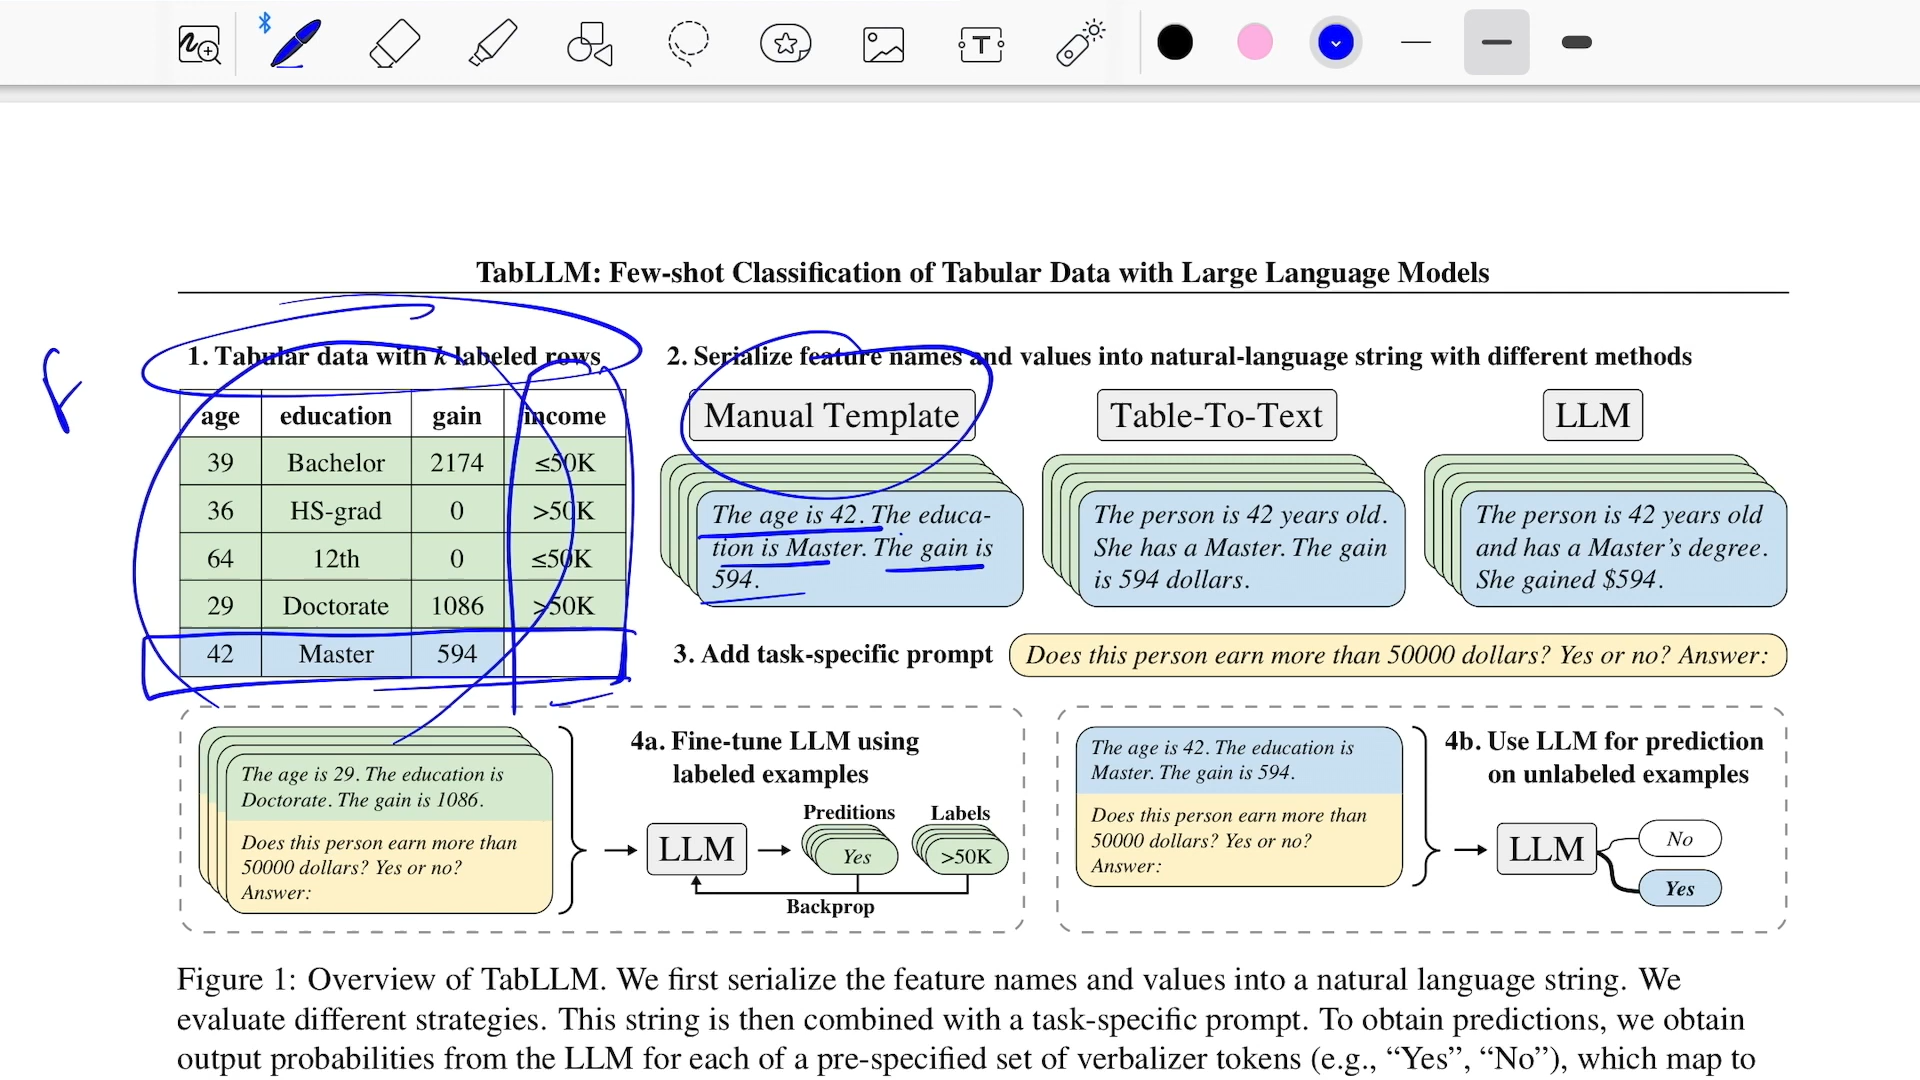 TabLLM: Few-shot Classification of Tabular Data with Large Language Models
1. Tabular data with k labeled rows
age education gain income
39 Bachelor 2174 ≤50K
36 HS-grad 0 >50K
64 12th 0 ≤50K
29 Doctorate 1086 >50K
42 Master 594
2. Serialize feature names and values into natural-language string with different methods
Manual Template
The age is 42. The educa-
tion is Master. The gain is
594.
Table-To-Text
The person is 42 years old.
She has a Master. The gain
is 594 dollars.
LLM
The person is 42 years old
and has a Master's degree.
She gained $594.
3. Add task-specific prompt
Does this person earn more than 50000 dollars? Yes or no? Answer:
The age is 29. The education is
Doctorate. The gain is 1086.
Does this person earn more than
50000 dollars? Yes or no?
Answer:
4a. Fine-tune LLM using
labeled examples
LLM
Preditions
Yes
Labels
>50K
Backprop
The age is 42. The education is
Master. The gain is 594.
Does this person earn more than
50000 dollars? Yes or no?
Answer:
4b. Use LLM for prediction
on unlabeled examples
LLM
No
Yes
Figure 1: Overview of TabLLM. We first serialize the feature names and values into a natural language string. We
evaluate different strategies. This string is then combined with a task-specific prompt. To obtain predictions, we obtain
output probabilities from the LLM for each of a pre-specified set of verbalizer tokens (e.g., “Yes”, “No”), which map to